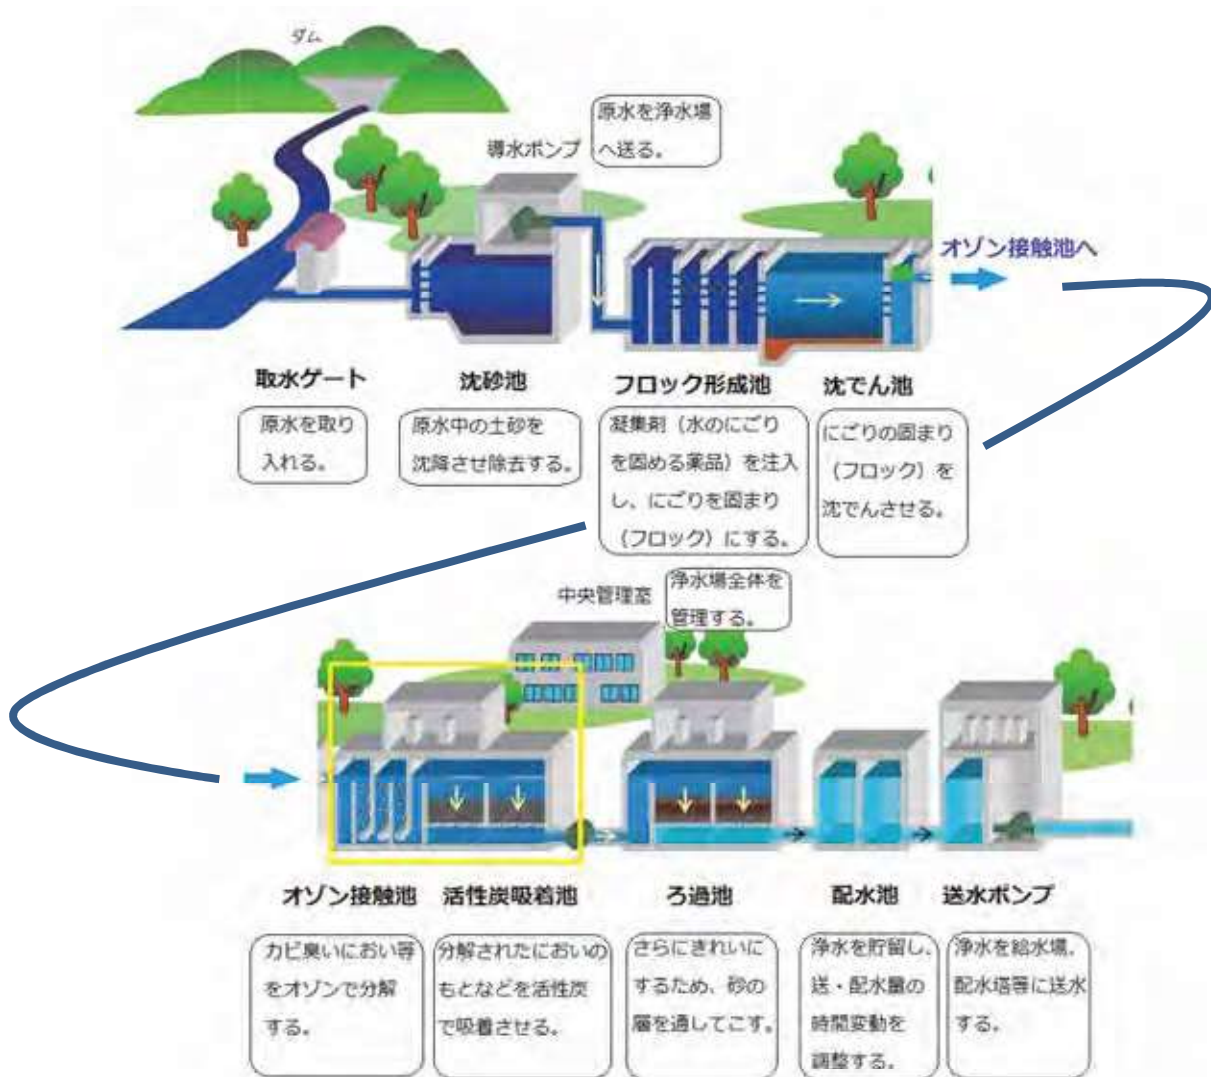 ダム
原水を浄水場
へ送る。
導水ポンプ
オゾン接触池へ
取水ゲート
原水を取り
入れる。
沈砂池
原水中の土砂を
沈降させ除去する。
フロック形成池
凝集剤（水のにごり
を固める薬品）を注入
し、にごりを固まり
（フロック）にする。
沈でん池
にごりの固まり
（フロック）を
沈でんさせる。
中央管理室
浄水場全体を
管理する。
オゾン接触池
カビ臭いにおい等
をオゾンで分解
する。
活性炭吸着池
分解されたにおいの
もとなどを活性炭
で吸着させる。
ろ過池
さらにきれいに
するため、砂の
層を通してこす。
配水池
浄水を貯留し、
送・配水量の
時間変動を
調整する。
送水ポンプ
浄水を給水場、
配水塔等に送水
する。